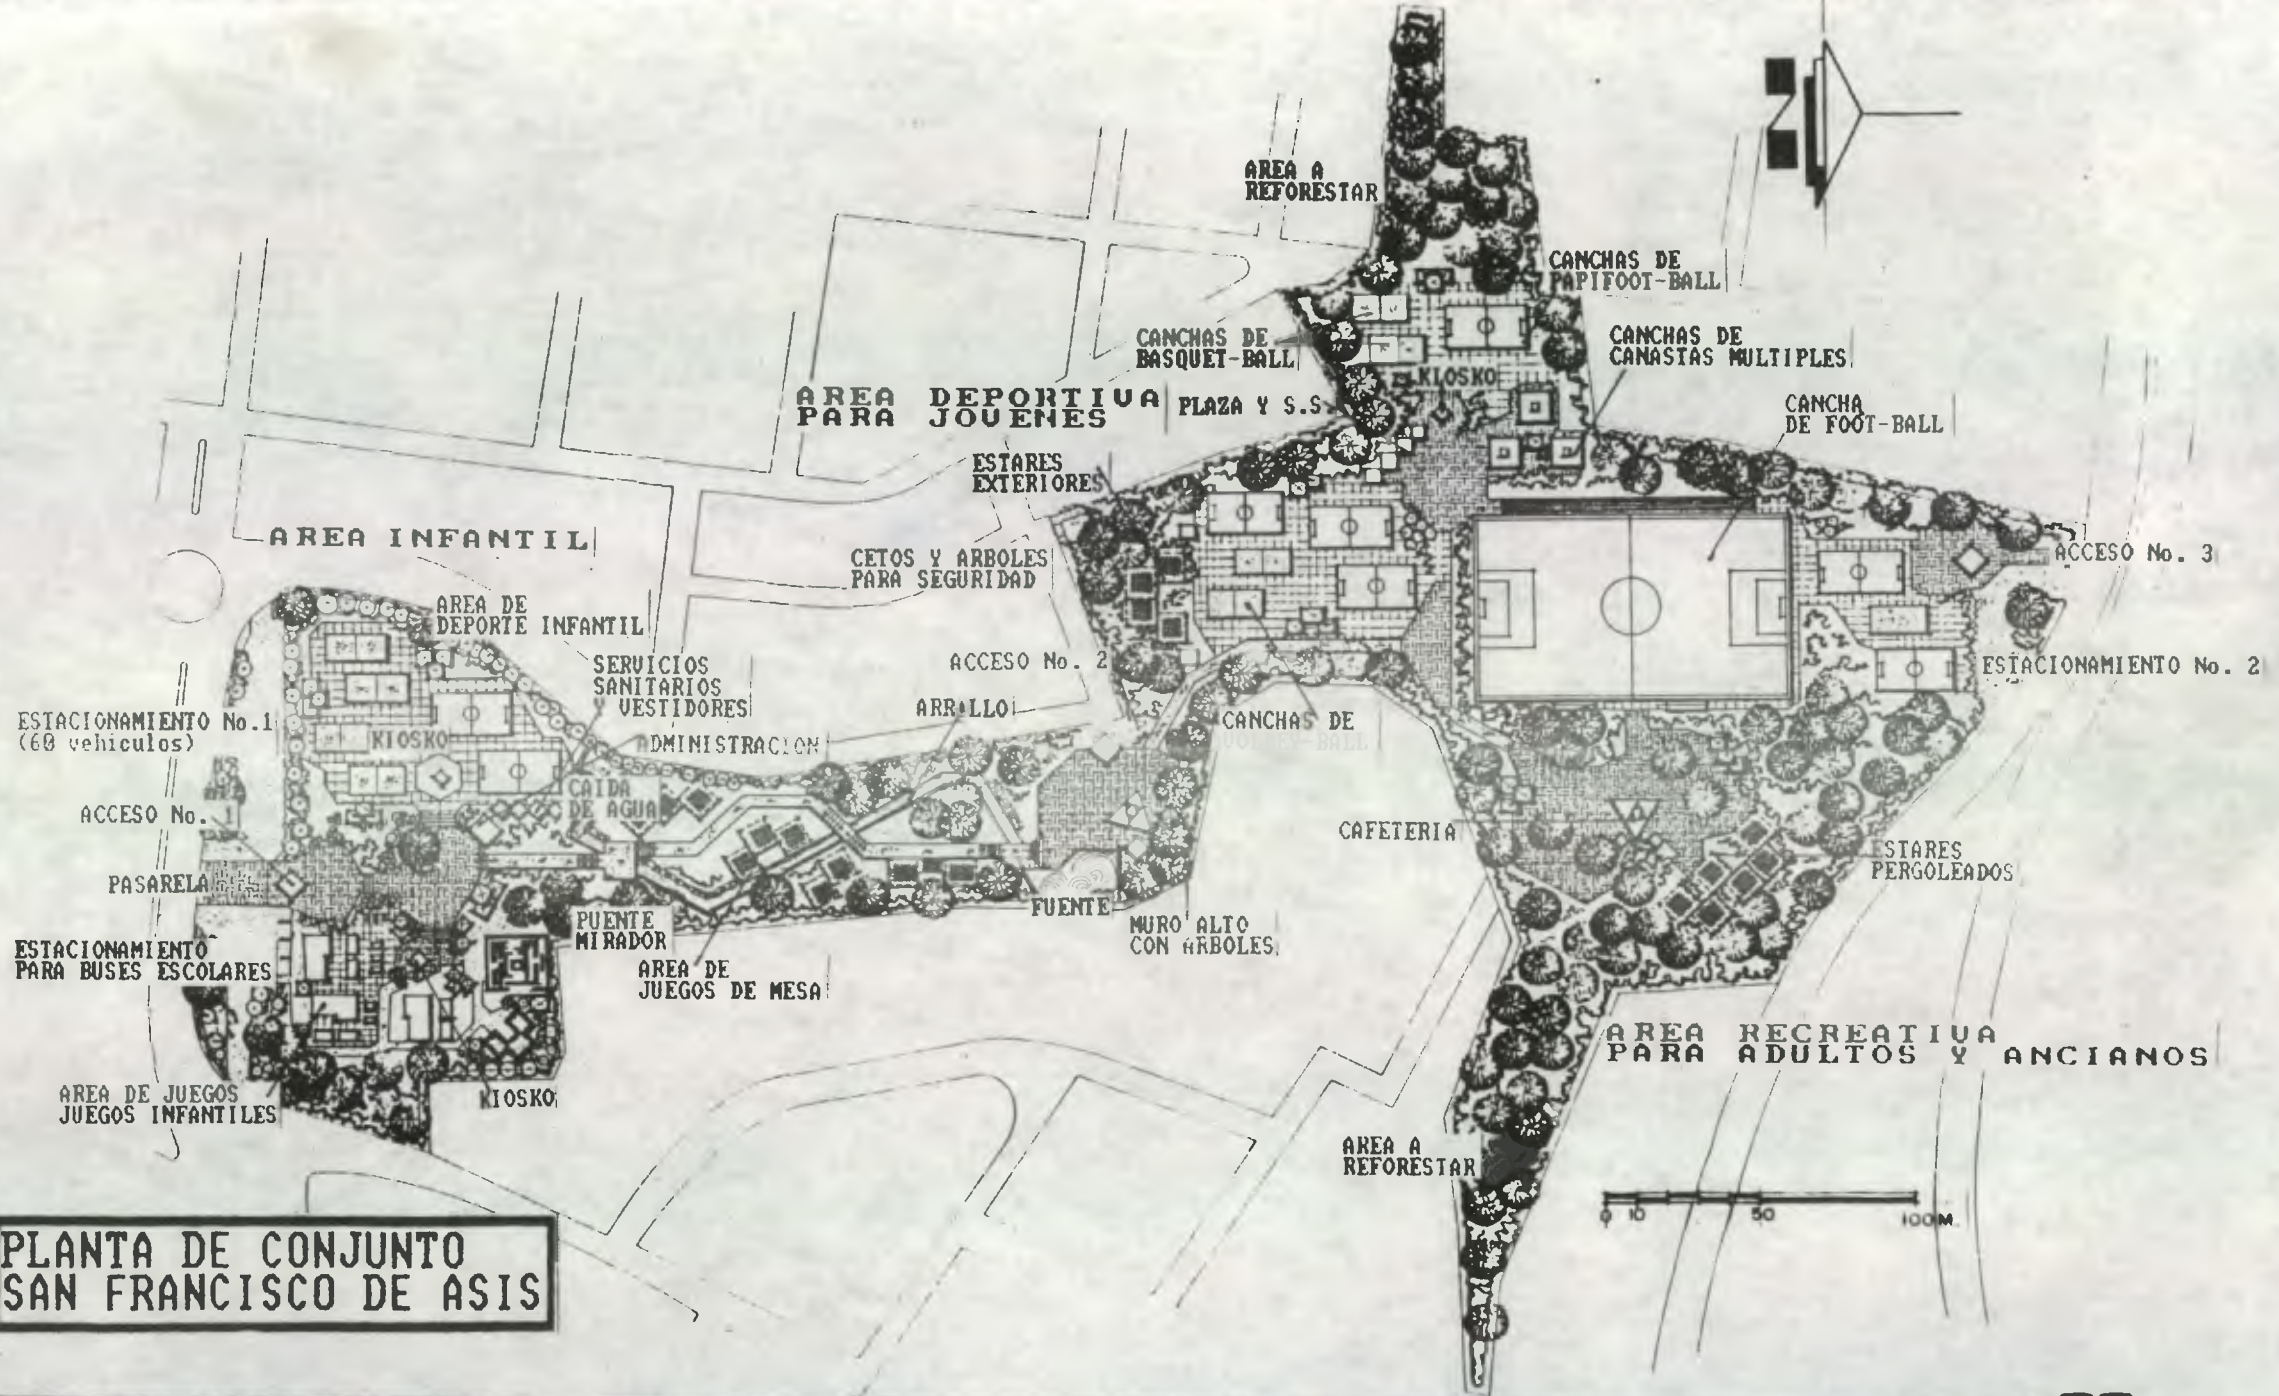 AREA A
REFORESTAR
CANCHAS DE
PAPIFOOT-BALL
CANCHAS DE
BASQUET-BALL
CANCHAS DE
CANASTAS MULTIPLES
KIOSKO
AREA DEPORTIVA
PARA JOVENES
PLAZA Y S.S.
CANCHA
DE FOOT-BALL
ESTARES
EXTERIORES
AREA INFANTIL
CETOS Y ARBOLES
PARA SEGURIDAD
ACCESO No. 3
AREA DE
DEPORTE INFANTIL
SERVICIOS
SANITARIOS
Y VESTIDORES
ACCESO No. 2
ESTACIONAMIENTO No. 2
ARR LLO
ESTACIONAMIENTO No.1
(60 vehiculos)
KIOSKO
ADMINISTRACION
CANCHAS DE
VOLLEY-BALL
CAIDA
DE AGUA
ACCESO No. 1
CAFETERIA
ESTARES
PERGOLEADOS
PASARELA
FUENTE
PUENTE
MIRADOR
MURO ALTO
CON ARBOLES
ESTACIONAMIENTO
PARA BUSES ESCOLARES
AREA DE
JUEGOS DE MESA
AREA RECREATIVA
PARA ADULTOS Y ANCIANOS
AREA DE JUEGOS
JUEGOS INFANTILES
KIOSKO
AREA A
REFORESTAR
0 10 50 100 M.
PLANTA DE CONJUNTO
SAN FRANCISCO DE ASIS